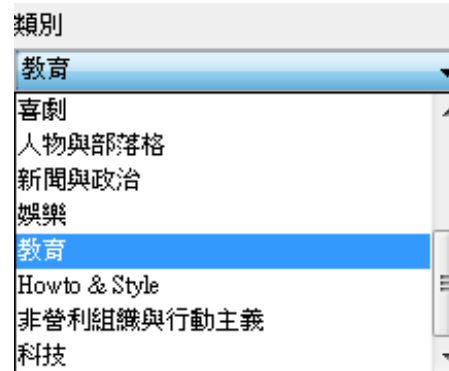 類別
教育
喜劇
人物與部落格
新聞與政治
娛樂
教育
Howto & Style
非營利組織與行動主義
科技